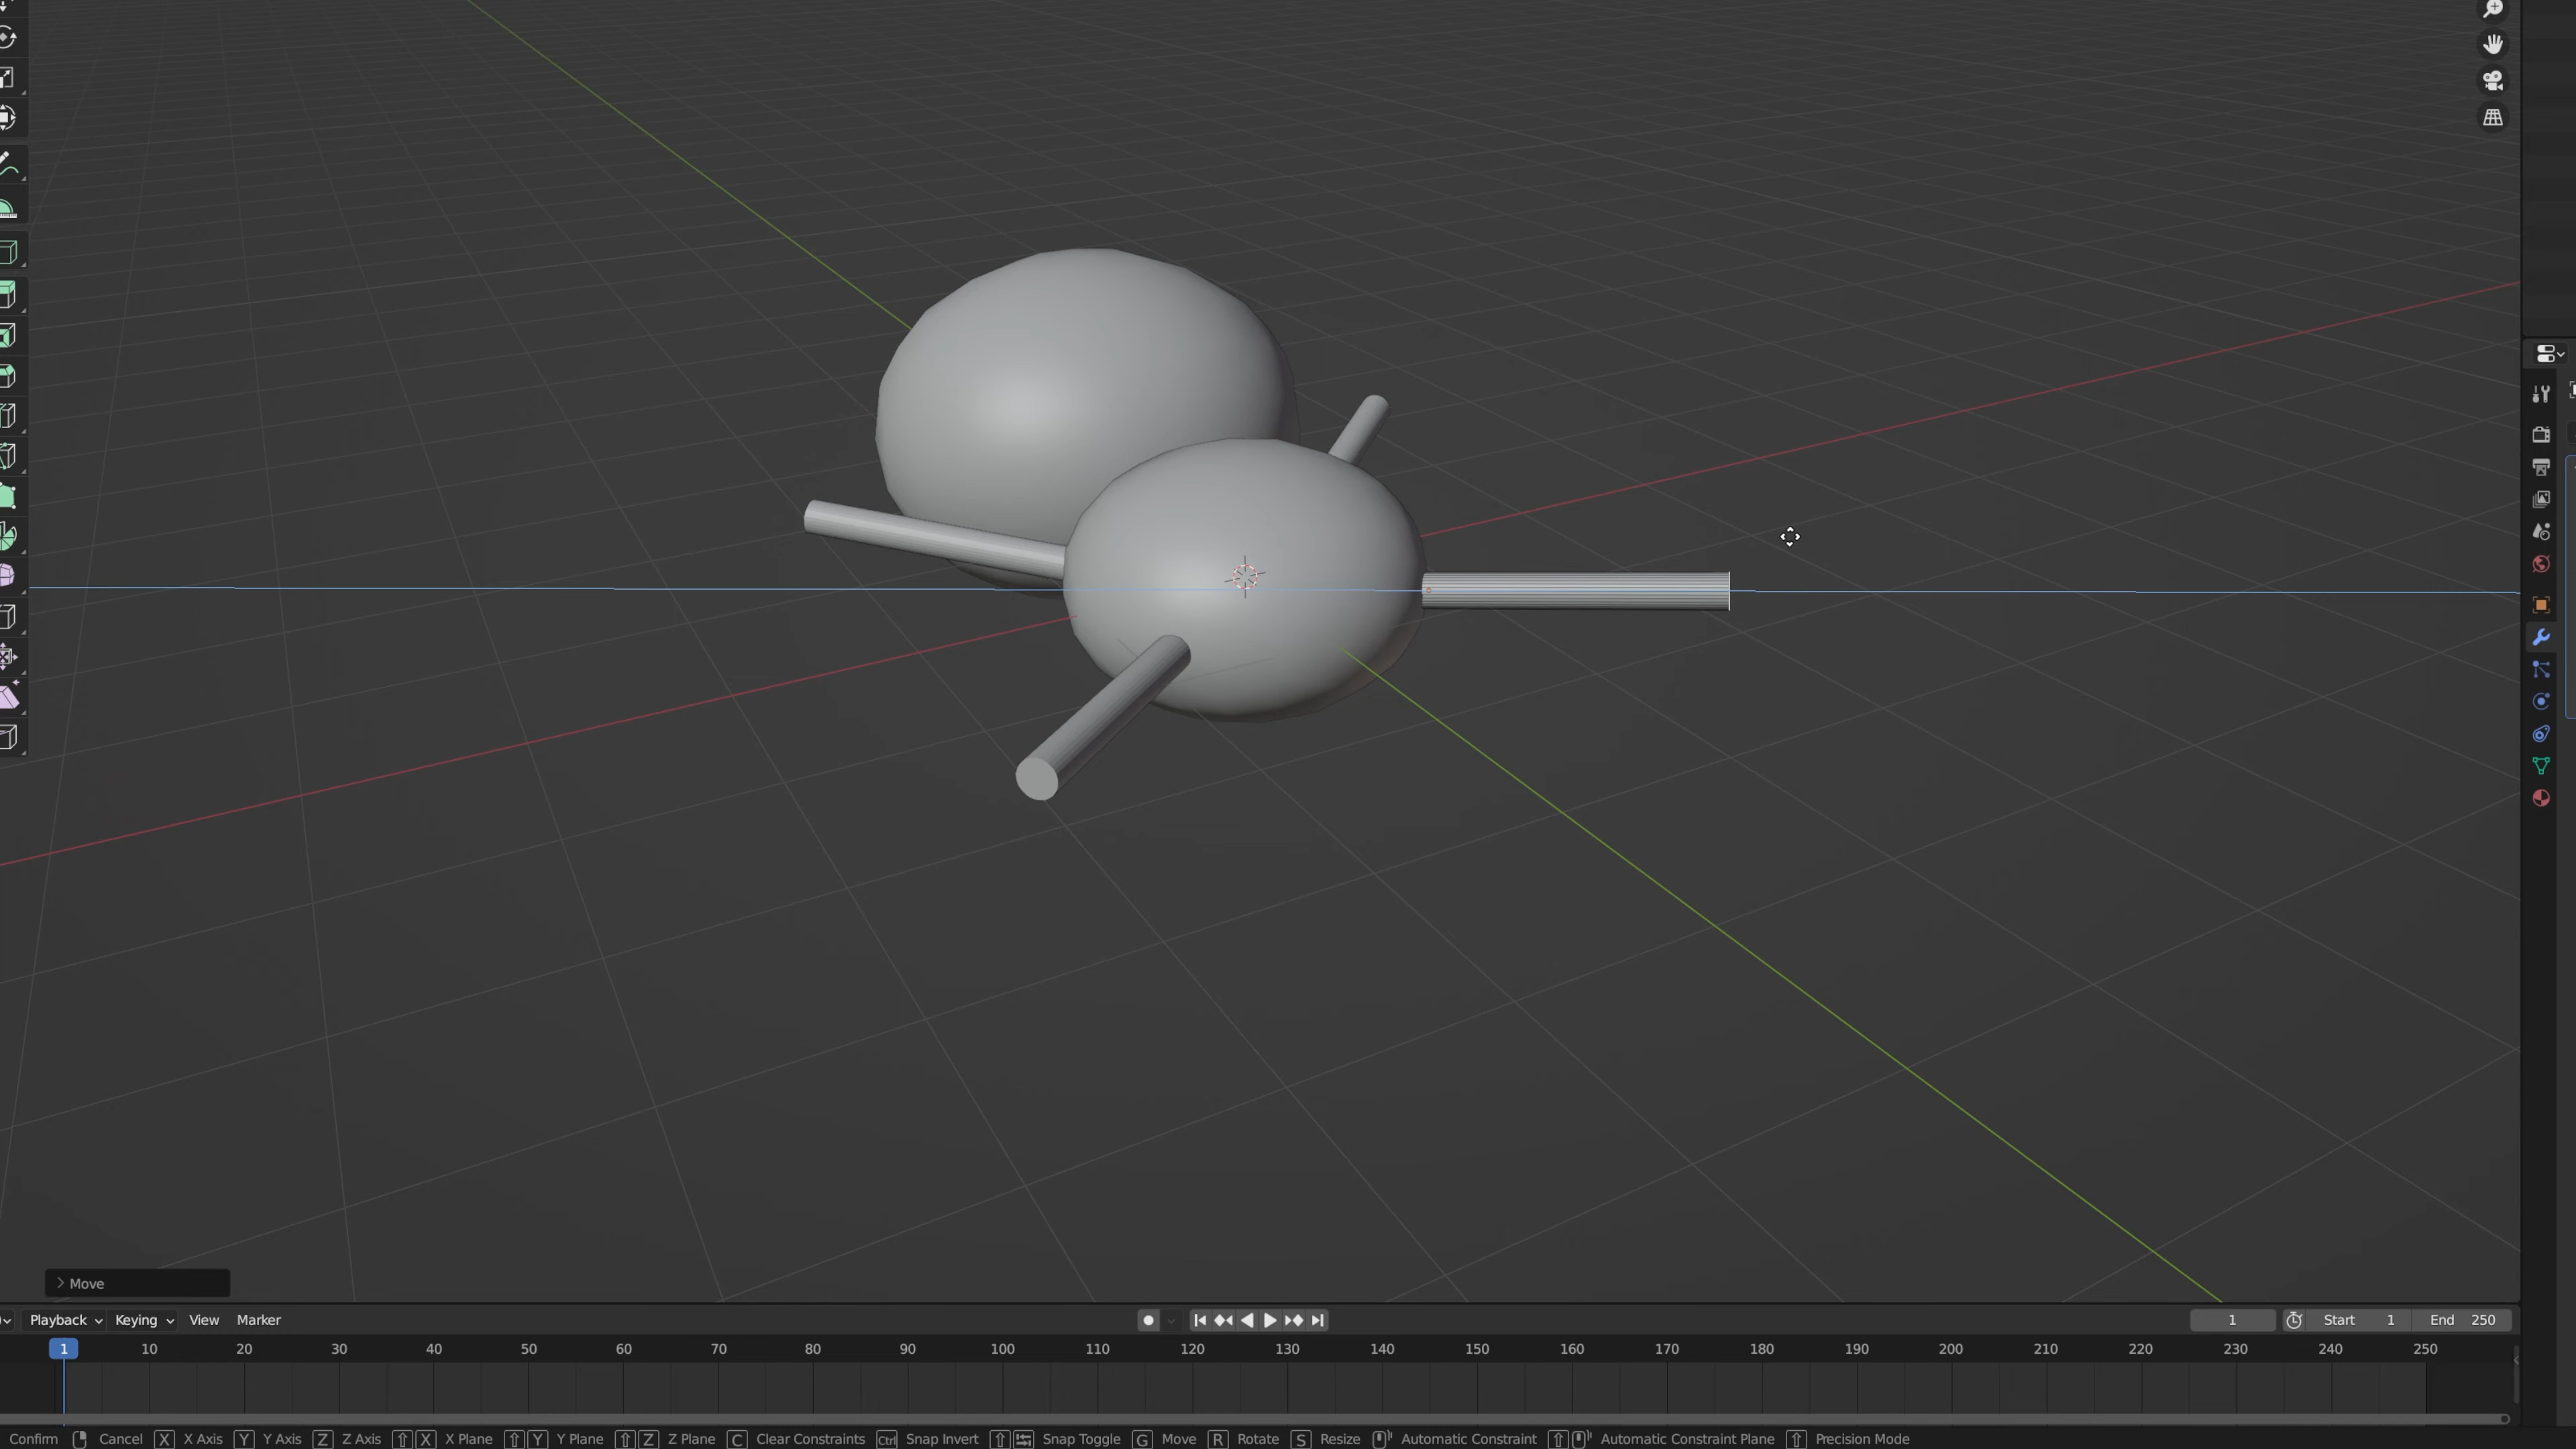 Move
Playback Keying View Marker 1 Start 1 End 250
1 10 20 30 40 50 60 70 80 90 100 110 120 130 140 150 160 170 180 190 200 210 220 230 240 250
Confirm Cancel X X Axis Y Y Axis Z Z Axis X X Plane Y Y Plane Z Z Plane C Clear Constraints Ctrl Snap Invert Snap Toggle G Move R Rotate S Resize Automatic Constraint Automatic Constraint Plane Precision Mode